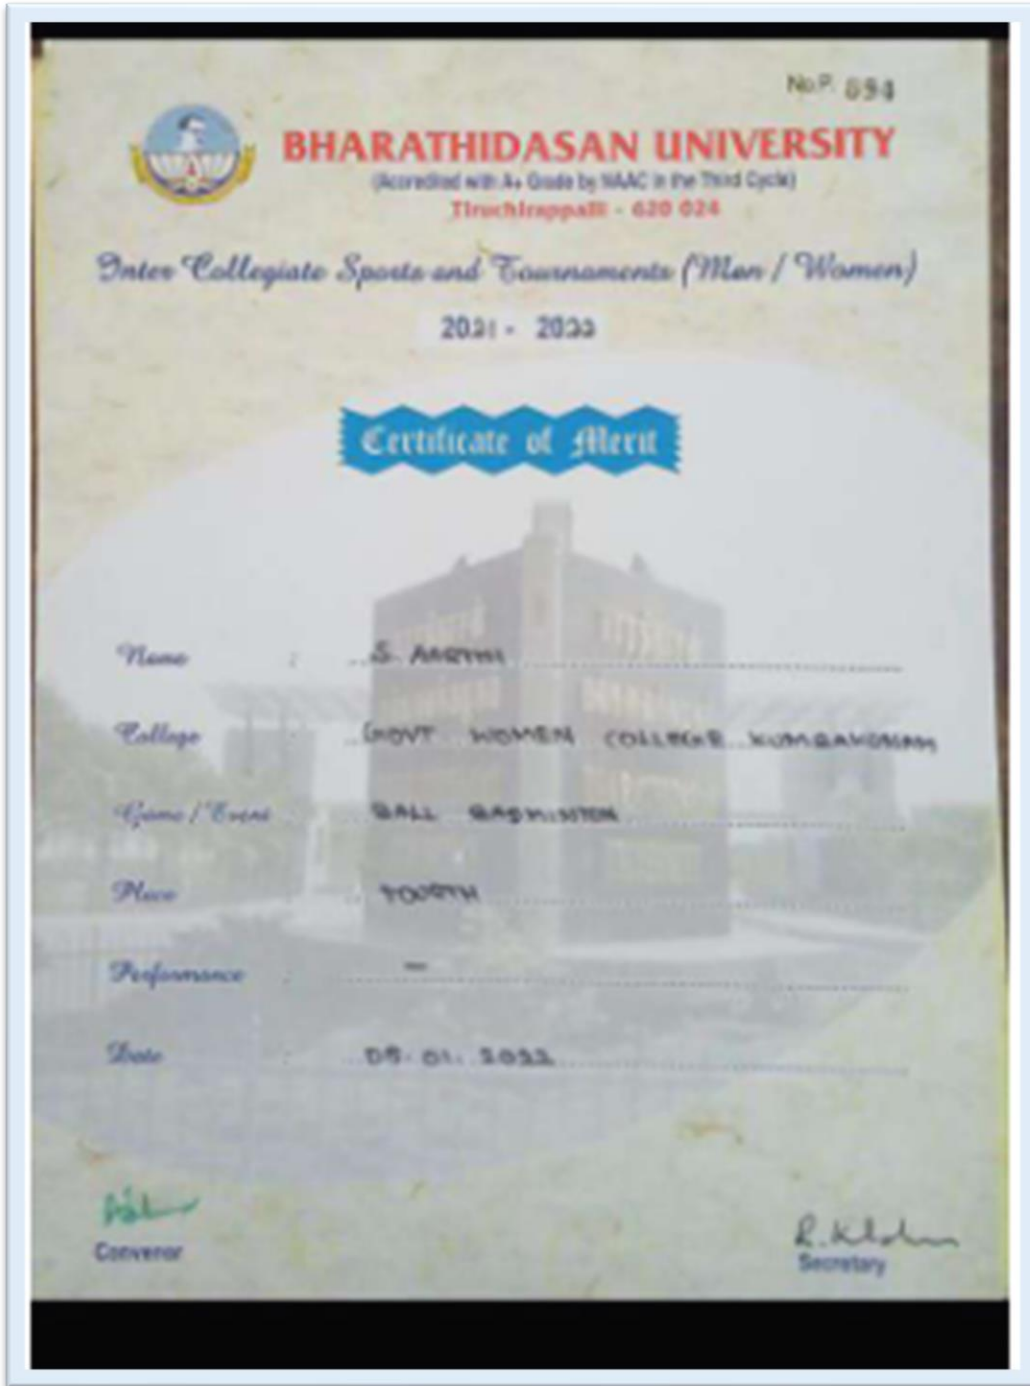 No.P. 894
BHARATHIDASAN UNIVERSITY
(Accredited with A+ Grade by NAAC in the Third Cycle)
Tiruchirappalli - 620 024
Inter Collegiate Sports and Tournaments (Men / Women)
2021 - 2022
Certificate of Merit
Name : S. AARTHI
College : GOVT WOMEN COLLEGE KUMBAKONAM
Game / Event : BALL BADMINTON
Place : FOURTH
Performance : —
Date : 05.01.2022
Convenor
Secretary